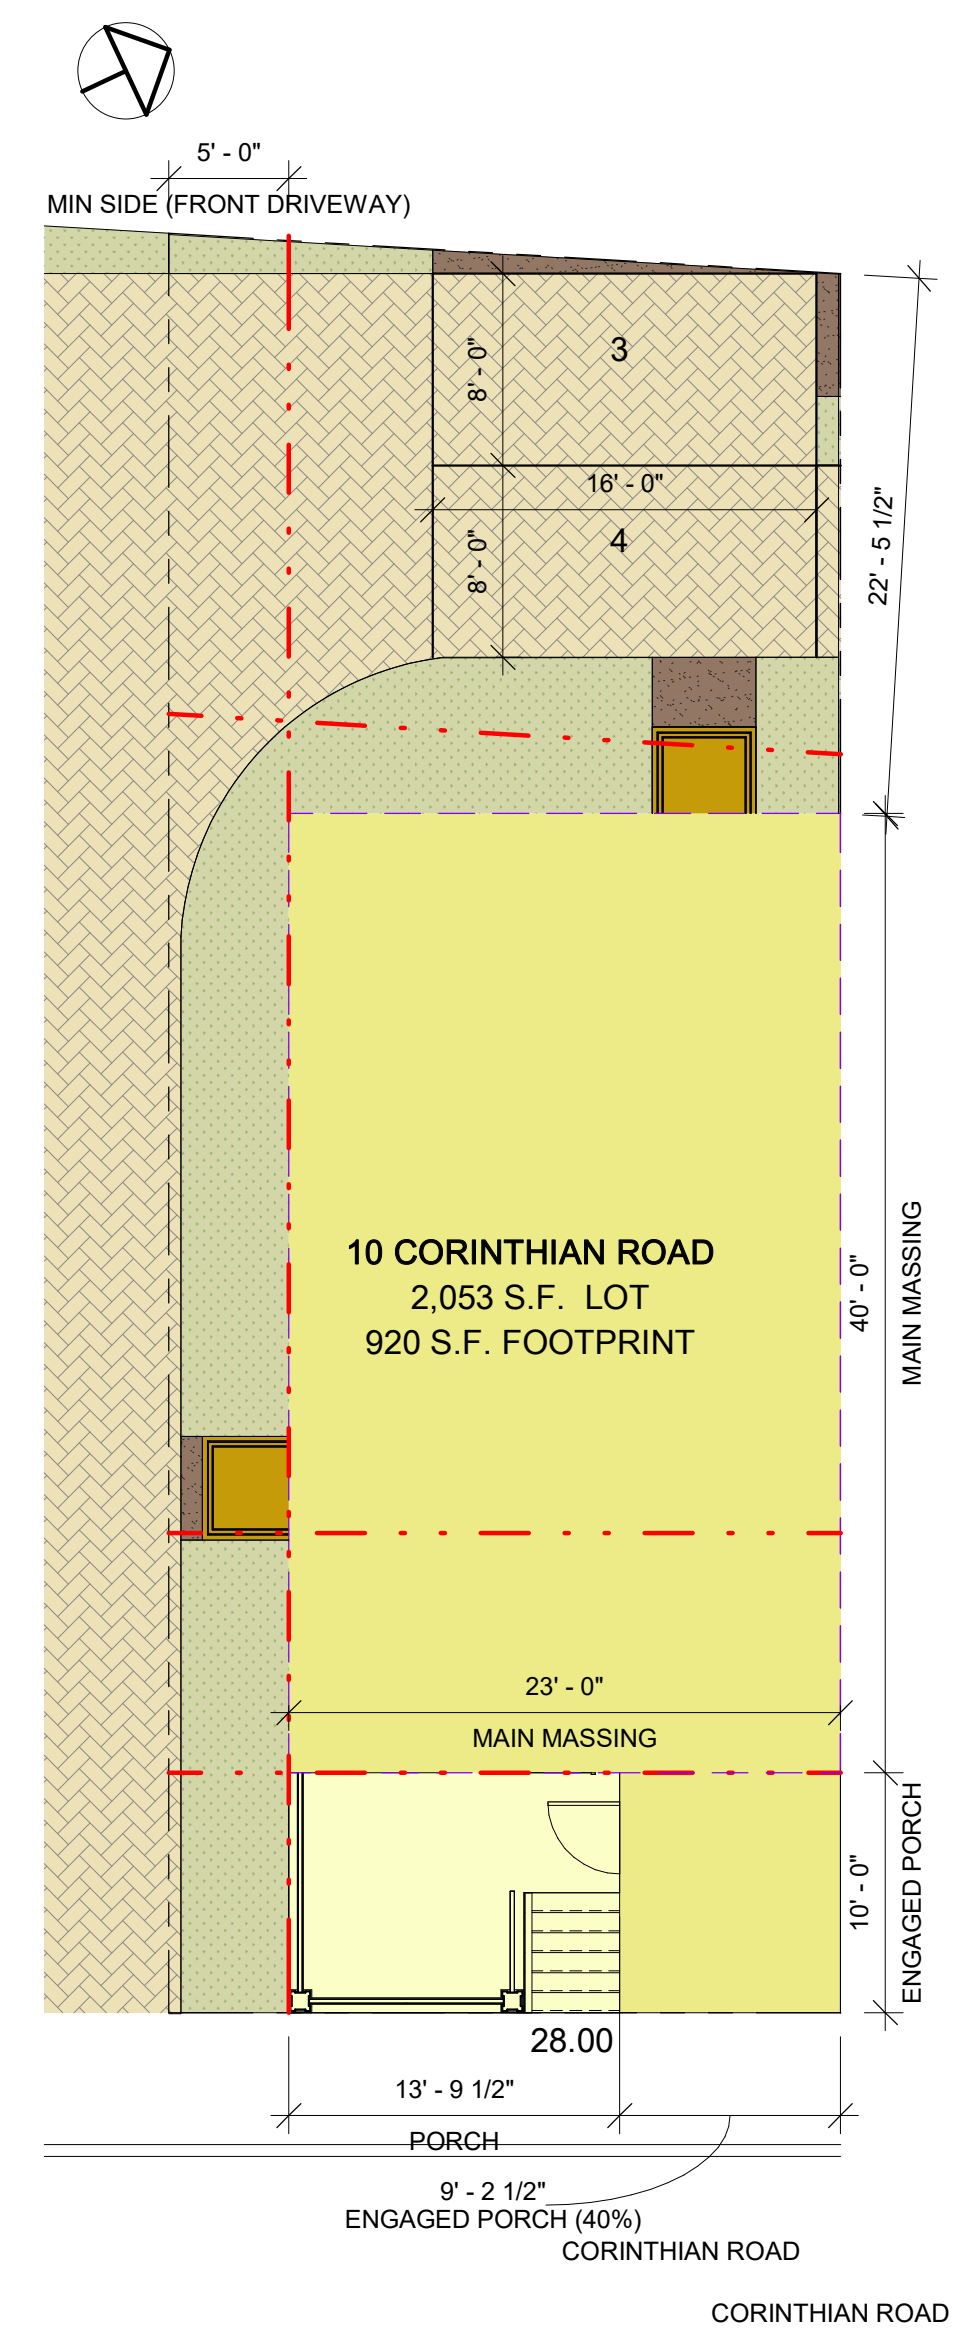 5' - 0"
MIN SIDE (FRONT DRIVEWAY)
8' - 0"
3
16' - 0"
8' - 0"
4
22' - 5 1/2"
10 CORINTHIAN ROAD
2,053 S.F. LOT
920 S.F. FOOTPRINT
40' - 0"
MAIN MASSING
23' - 0"
MAIN MASSING
10' - 0"
ENGAGED PORCH
28.00
13' - 9 1/2"
PORCH
9' - 2 1/2"
ENGAGED PORCH (40%)
CORINTHIAN ROAD
CORINTHIAN ROAD